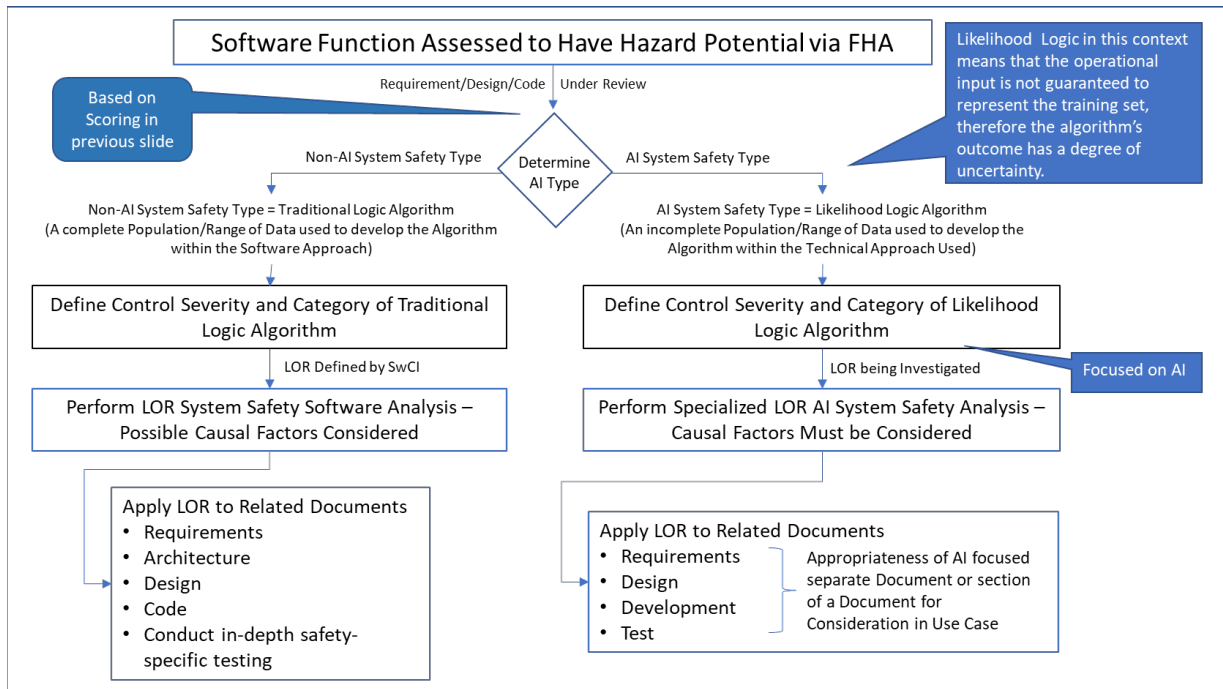 Software Function Assessed to Have Hazard Potential via FHA
Likelihood Logic in this context
means that the operational
input is not guaranteed to
represent the training set,
therefore the algorithm's
outcome has a degree of
uncertainty.
Based on
Scoring in
previous slide
Requirement/Design/Code
Under Review
Determine
AI Type
Non-AI System Safety Type
AI System Safety Type
Non-AI System Safety Type = Traditional Logic Algorithm
(A complete Population/Range of Data used to develop the Algorithm
within the Software Approach)
AI System Safety Type = Likelihood Logic Algorithm
(An incomplete Population/Range of Data used to develop the
Algorithm within the Technical Approach Used)
Define Control Severity and Category of Traditional
Logic Algorithm
Define Control Severity and Category of Likelihood
Logic Algorithm
LOR Defined by SwCI
LOR being Investigated
Focused on AI
Perform LOR System Safety Software Analysis –
Possible Causal Factors Considered
Perform Specialized LOR AI System Safety Analysis –
Causal Factors Must be Considered
Apply LOR to Related Documents
• Requirements
• Architecture
• Design
• Code
• Conduct in-depth safety-
specific testing
Apply LOR to Related Documents
• Requirements
• Design
• Development
• Test
Appropriateness of AI focused
separate Document or section
of a Document for
Consideration in Use Case